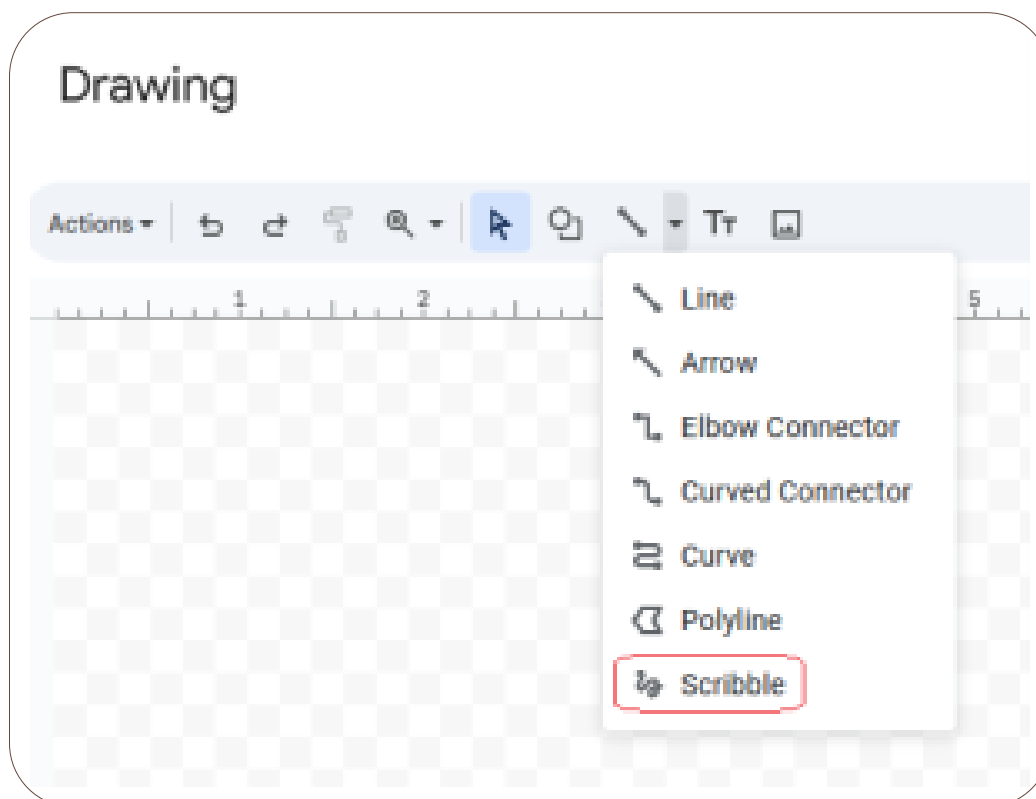 Drawing
Actions
1 2 5
Line
Arrow
Elbow Connector
Curved Connector
Curve
Polyline
Scribble